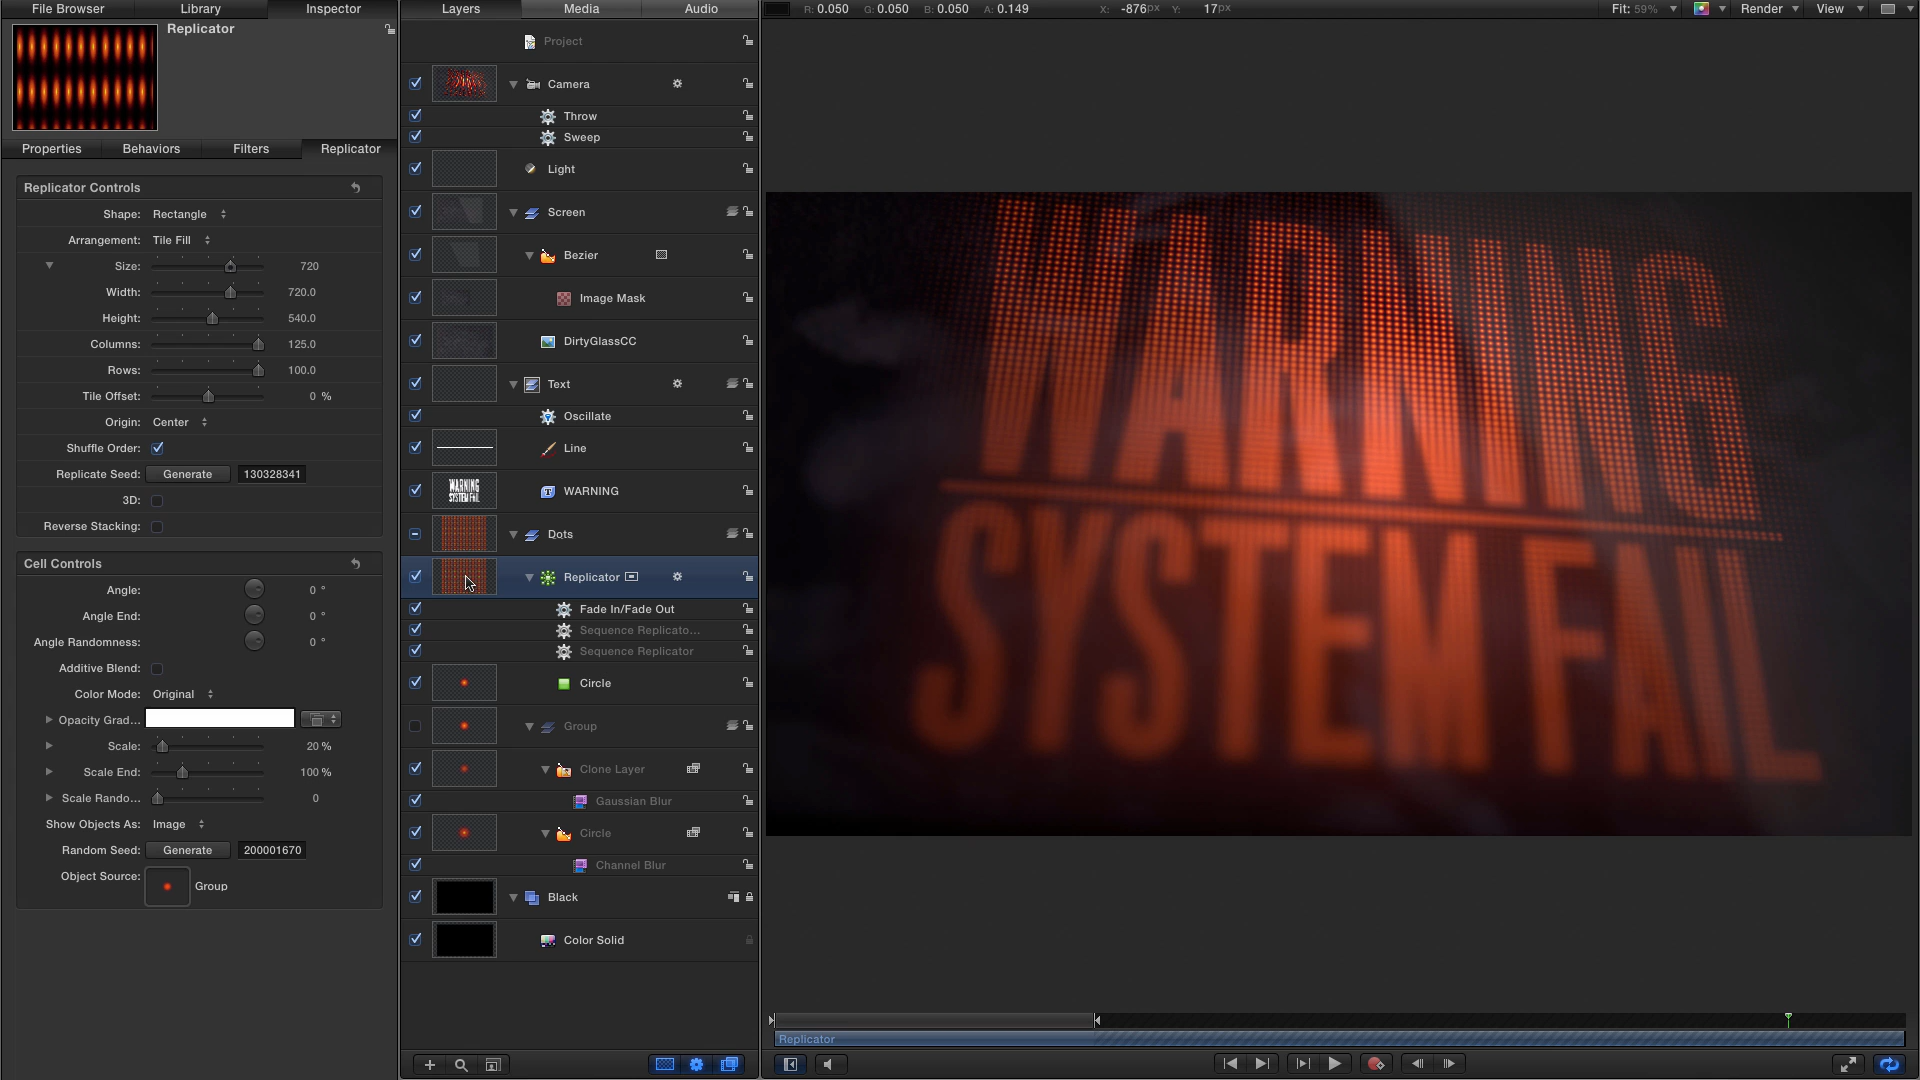 File Browser Library Inspector Layers Media Audio R: 0.050 G: 0.050 B: 0.050 A: 0.149 X: -876px Y: 17px Fit: 59% Render View
Replicator
Properties Behaviors Filters Replicator
Replicator Controls
Shape: Rectangle
Arrangement: Tile Fill
Size: 720
Width: 720.0
Height: 540.0
Columns: 125.0
Rows: 100.0
Tile Offset: 0 %
Origin: Center
Shuffle Order:
Replicate Seed: Generate 130328341
3D:
Reverse Stacking:
Cell Controls
Angle: 0 °
Angle End: 0 °
Angle Randomness: 0 °
Additive Blend:
Color Mode: Original
Opacity Grad...
Scale: 20 %
Scale End: 100 %
Scale Rando... 0
Show Objects As: Image
Random Seed: Generate 200001670
Object Source: Group
Project
Camera
Throw
Sweep
Light
Screen
Bezier
Image Mask
DirtyGlassCC
Text
Oscillate
Line
WARNING
SYSTEM FAIL
WARNING
Dots
Replicator
Fade In/Fade Out
Sequence Replicato...
Sequence Replicator
Circle
Group
Clone Layer
Gaussian Blur
Circle
Channel Blur
Black
Color Solid
WARNING
SYSTEM FAIL
Replicator